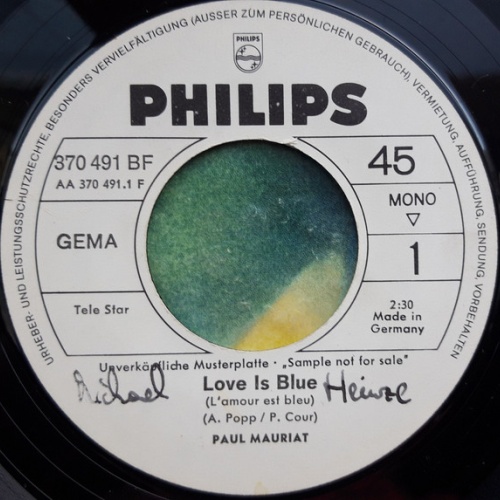 URHEBER- UND LEISTUNGSSCHUTZRECHTE, BESONDERS VERVIELFÄLTIGUNG (AUSSER ZUM PERSÖNLICHEN GEBRAUCH), VERMIETUNG, AUFFÜHRUNG, SENDUNG, VORBEHALTEN
PHILIPS
PHILIPS
370 491 BF
45
AA 370 491.1 F
MONO
GEMA
1
Tele Star
2:30
Made in
Germany
Unverkäufliche Musterplatte · „Sample not for sale"
Michael Love Is Blue Heinze
(L'amour est bleu)
(A. Popp / P. Cour)
PAUL MAURIAT